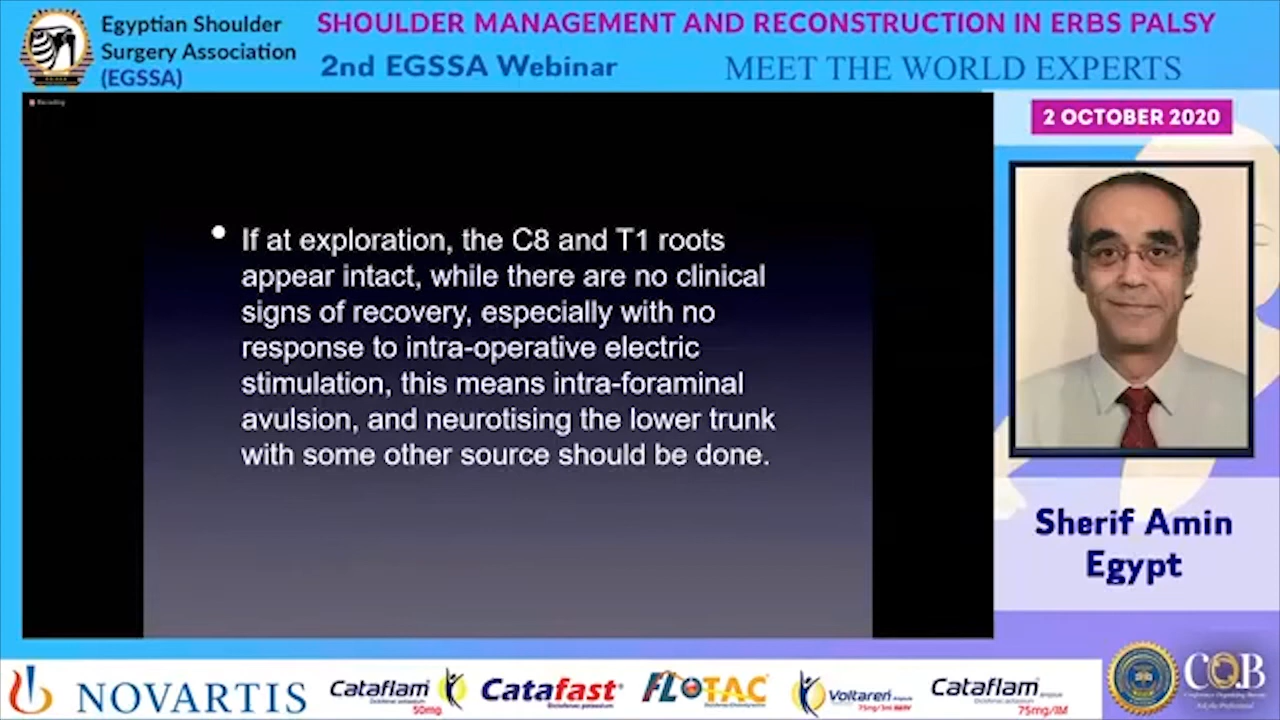 Egyptian Shoulder
Surgery Association
(EGSSA)
SHOULDER MANAGEMENT AND RECONSTRUCTION IN ERBS PALSY
2nd EGSSA Webinar
MEET THE WORLD EXPERTS
2 OCTOBER 2020
Recording
• If at exploration, the C8 and T1 roots
appear intact, while there are no clinical
signs of recovery, especially with no
response to intra-operative electric
stimulation, this means intra-foraminal
avulsion, and neurotising the lower trunk
with some other source should be done.
Sherif Amin
Egypt
NOVARTIS
Cataflam
50mg
Catafast
FLOTAC
Voltaren
75mg/3ml
Cataflam
75mg/IM
COB